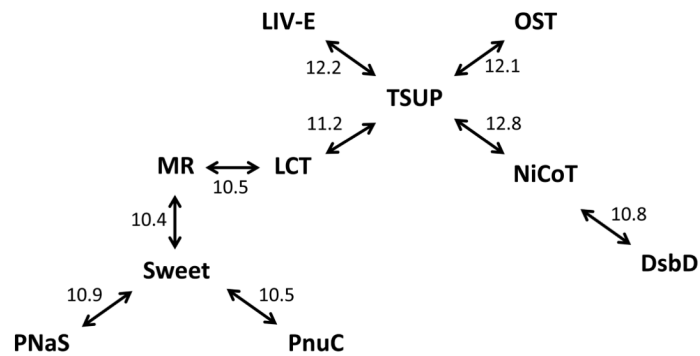 LIV-E OST
12.2 12.1
TSUP
11.2 12.8
MR LCT NiCoT
10.5
10.4 10.8
Sweet DsbD
10.9 10.5
PNaS PnuC